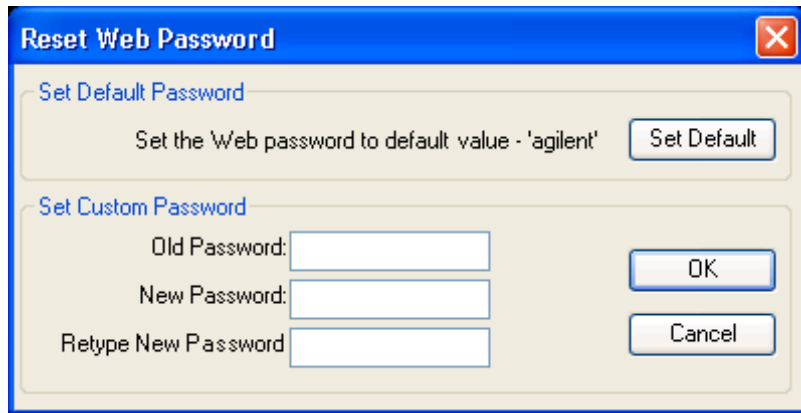 Reset Web Password
Set Default Password
Set the Web password to default value - 'agilent'
Set Default
Set Custom Password
Old Password:
New Password:
Retype New Password
OK
Cancel